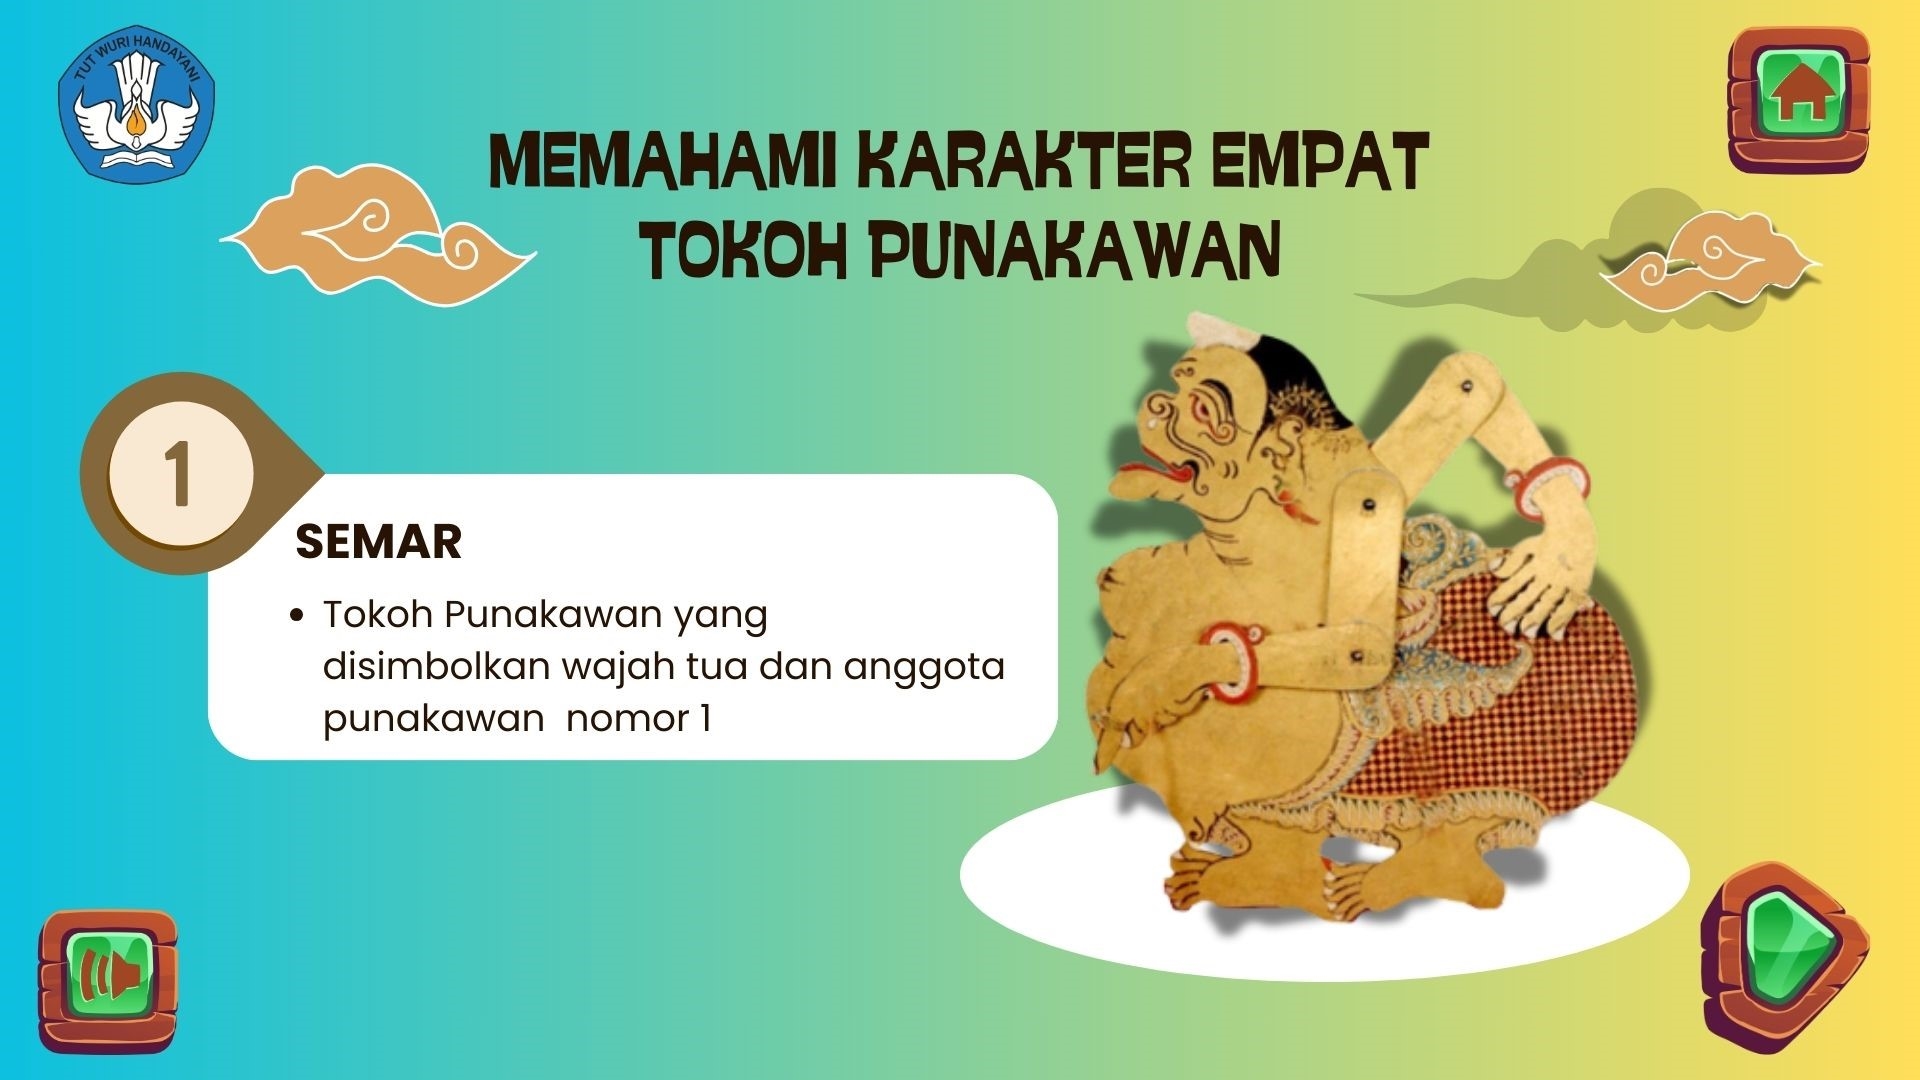 TUT WURI HANDAYANI
MEMAHAMI KARAKTER EMPAT
TOKOH PUNAKAWAN
1
SEMAR
• Tokoh Punakawan yang
disimbolkan wajah tua dan anggota
punakawan  nomor 1